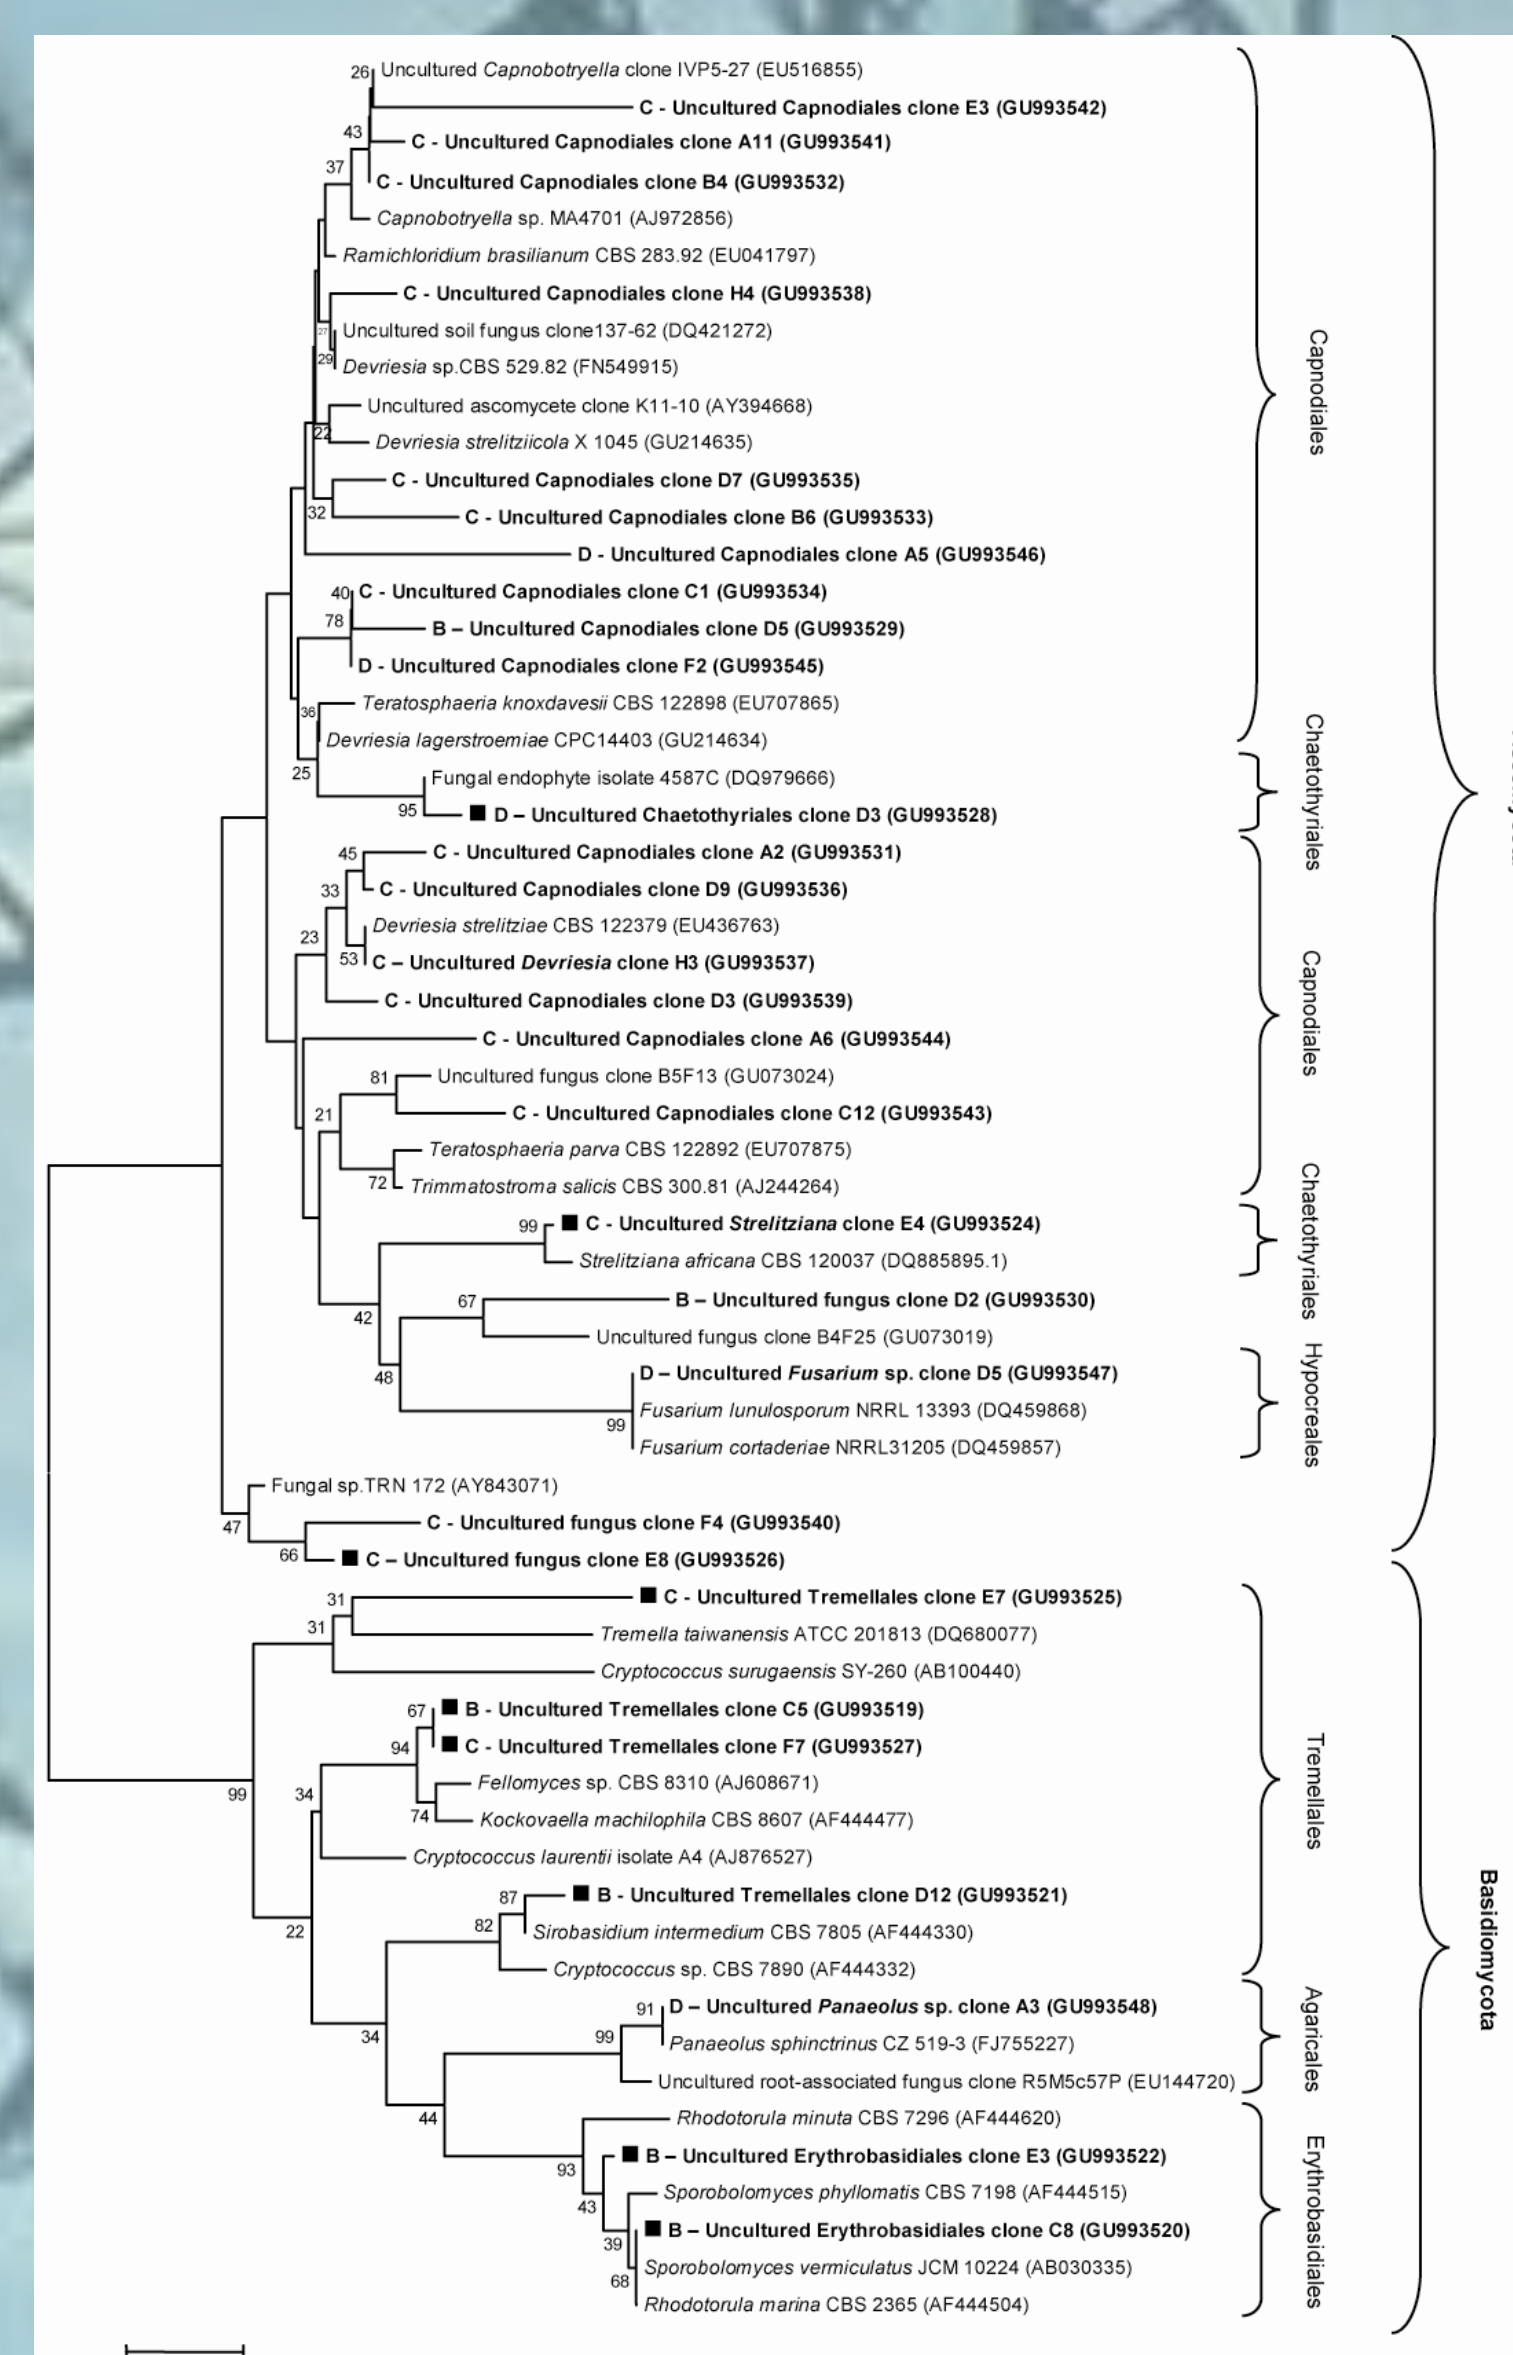 26 Uncultured Capnobotryella clone IVP5-27 (EU516855)
C - Uncultured Capnodiales clone E3 (GU993542)
43 C - Uncultured Capnodiales clone A11 (GU993541)
37 C - Uncultured Capnodiales clone B4 (GU993532)
Capnobotryella sp. MA4701 (AJ972856)
Ramichloridium brasilianum CBS 283.92 (EU041797)
C - Uncultured Capnodiales clone H4 (GU993538)
27 Uncultured soil fungus clone137-62 (DQ421272)
29 Devriesia sp.CBS 529.82 (FN549915)
Uncultured ascomycete clone K11-10 (AY394668)
22 Devriesia strelitziicola X 1045 (GU214635)
C - Uncultured Capnodiales clone D7 (GU993535)
32 C - Uncultured Capnodiales clone B6 (GU993533)
D - Uncultured Capnodiales clone A5 (GU993546)
40 C - Uncultured Capnodiales clone C1 (GU993534)
78 B – Uncultured Capnodiales clone D5 (GU993529)
D - Uncultured Capnodiales clone F2 (GU993545)
36 Teratosphaeria knoxdavesii CBS 122898 (EU707865)
Devriesia lagerstroemiae CPC14403 (GU214634)
25 Fungal endophyte isolate 4587C (DQ979666)
95 ■ D – Uncultured Chaetothyriales clone D3 (GU993528)
45 C - Uncultured Capnodiales clone A2 (GU993531)
33 C - Uncultured Capnodiales clone D9 (GU993536)
23 Devriesia strelitziae CBS 122379 (EU436763)
53 C – Uncultured Devriesia clone H3 (GU993537)
C - Uncultured Capnodiales clone D3 (GU993539)
C - Uncultured Capnodiales clone A6 (GU993544)
81 Uncultured fungus clone B5F13 (GU073024)
21 C - Uncultured Capnodiales clone C12 (GU993543)
Teratosphaeria parva CBS 122892 (EU707875)
72 Trimmatostroma salicis CBS 300.81 (AJ244264)
99 ■ C - Uncultured Strelitziana clone E4 (GU993524)
Strelitziana africana CBS 120037 (DQ885895.1)
42 67 B – Uncultured fungus clone D2 (GU993530)
Uncultured fungus clone B4F25 (GU073019)
48 D – Uncultured Fusarium sp. clone D5 (GU993547)
99 Fusarium lunulosporum NRRL 13393 (DQ459868)
Fusarium cortaderiae NRRL31205 (DQ459857)
Fungal sp.TRN 172 (AY843071)
47 C - Uncultured fungus clone F4 (GU993540)
66 ■ C – Uncultured fungus clone E8 (GU993526)
31 ■ C - Uncultured Tremellales clone E7 (GU993525)
31 Tremella taiwanensis ATCC 201813 (DQ680077)
Cryptococcus surugaensis SY-260 (AB100440)
67 ■ B - Uncultured Tremellales clone C5 (GU993519)
94 ■ C - Uncultured Tremellales clone F7 (GU993527)
99 34 Fellomyces sp. CBS 8310 (AJ608671)
74 Kockovaella machilophila CBS 8607 (AF444477)
Cryptococcus laurentii isolate A4 (AJ876527)
87 ■ B - Uncultured Tremellales clone D12 (GU993521)
22 82 Sirobasidium intermedium CBS 7805 (AF444330)
Cryptococcus sp. CBS 7890 (AF444332)
91 D – Uncultured Panaeolus sp. clone A3 (GU993548)
34 99 Panaeolus sphinctrinus CZ 519-3 (FJ755227)
Uncultured root-associated fungus clone R5M5c57P (EU144720)
44 Rhodotorula minuta CBS 7296 (AF444620)
93 ■ B – Uncultured Erythrobasidiales clone E3 (GU993522)
43 Sporobolomyces phyllomatis CBS 7198 (AF444515)
39 ■ B – Uncultured Erythrobasidiales clone C8 (GU993520)
68 Sporobolomyces vermiculatus JCM 10224 (AB030335)
Rhodotorula marina CBS 2365 (AF444504)
Capnodiales
Chaetothyriales
Capnodiales
Chaetothyriales
Hypocreales
Tremellales
Agaricales
Erythrobasidiales
Basidiomycota